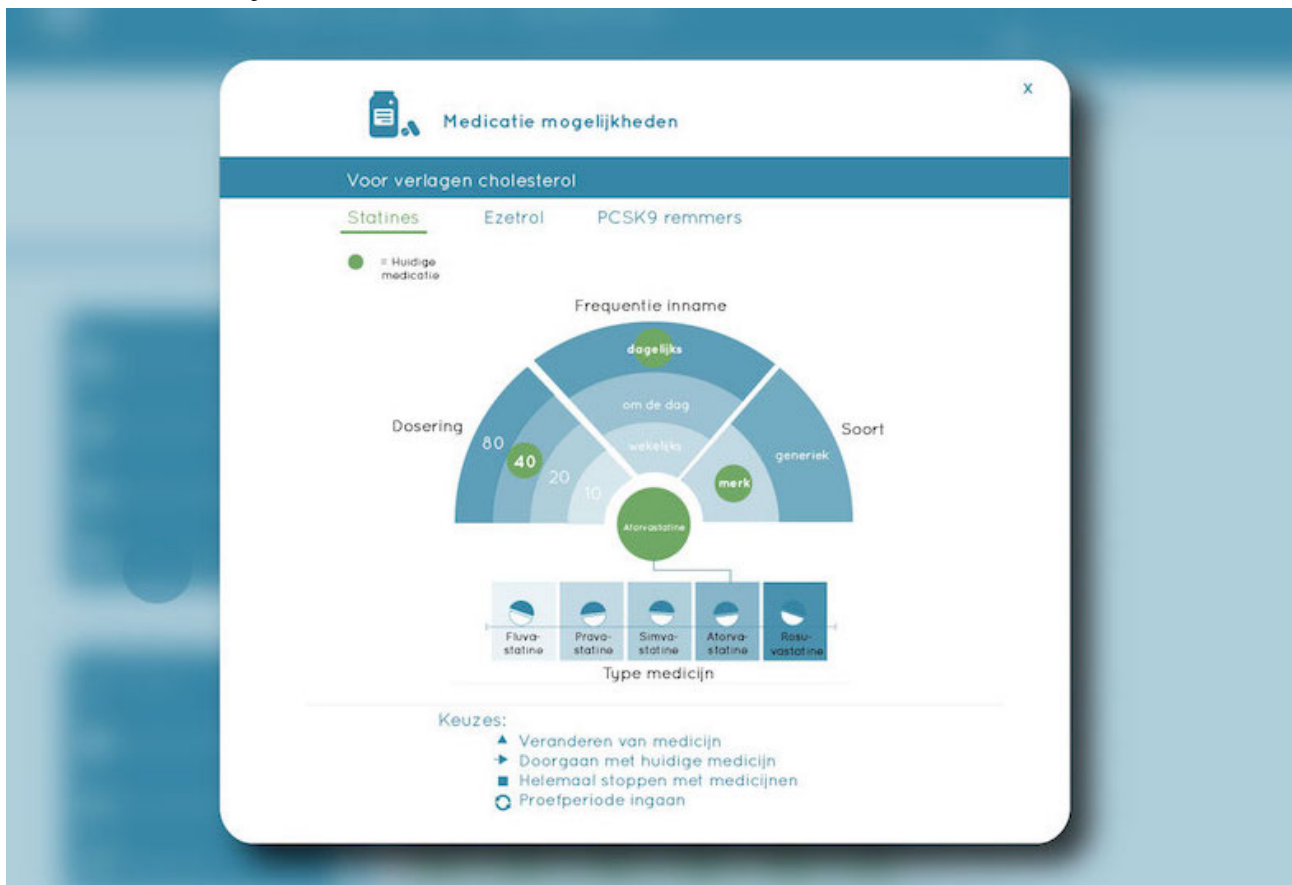 Medicatie mogelijkheden
x
Voor verlagen cholesterol
Statines
Ezetrol
PCSK9 remmers
= Huidige
medicatie
Frequentie inname
dagelijks
om de dag
wekelijks
Dosering
80
40
20
10
Soort
generiek
merk
Atorvastatine
Fluva-
statine
Prava-
statine
Simva-
statine
Atorva-
statine
Rosu-
vastatine
Type medicijn
Keuzes:
Veranderen van medicijn
Doorgaan met huidige medicijn
Helemaal stoppen met medicijnen
Proefperiode ingaan